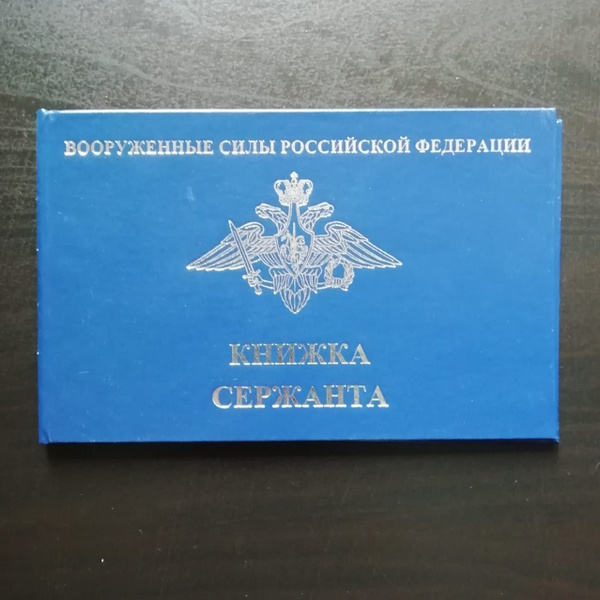 ВООРУЖЕННЫЕ СИЛЫ РОССИЙСКОЙ ФЕДЕРАЦИИ
КНИЖКА
СЕРЖАНТА